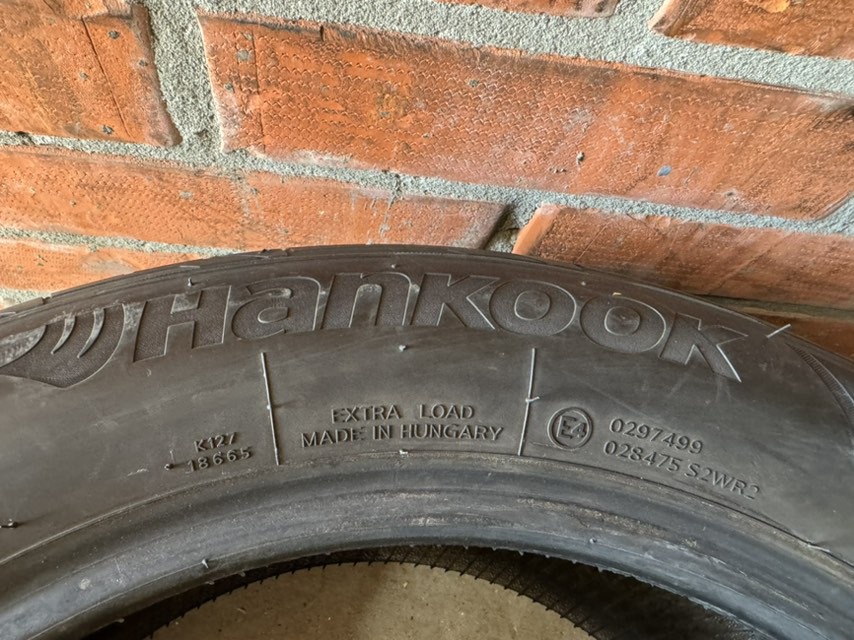 Hankook
K127
18665
EXTRA LOAD
MADE IN HUNGARY
E4
0297499
028475 S2WR2